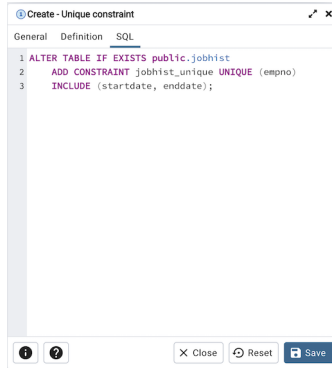 Create - Unique constraint
General Definition SQL
1 ALTER TABLE IF EXISTS public.jobhist
2 ADD CONSTRAINT jobhist_unique UNIQUE (empno)
3 INCLUDE (startdate, enddate);
Close Reset Save